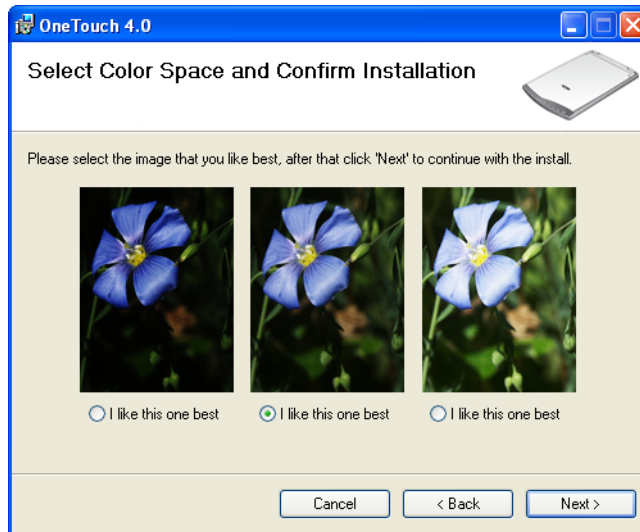 OneTouch 4.0
Select Color Space and Confirm Installation
Please select the image that you like best, after that click 'Next' to continue with the install.
I like this one best I like this one best I like this one best
Cancel < Back Next >